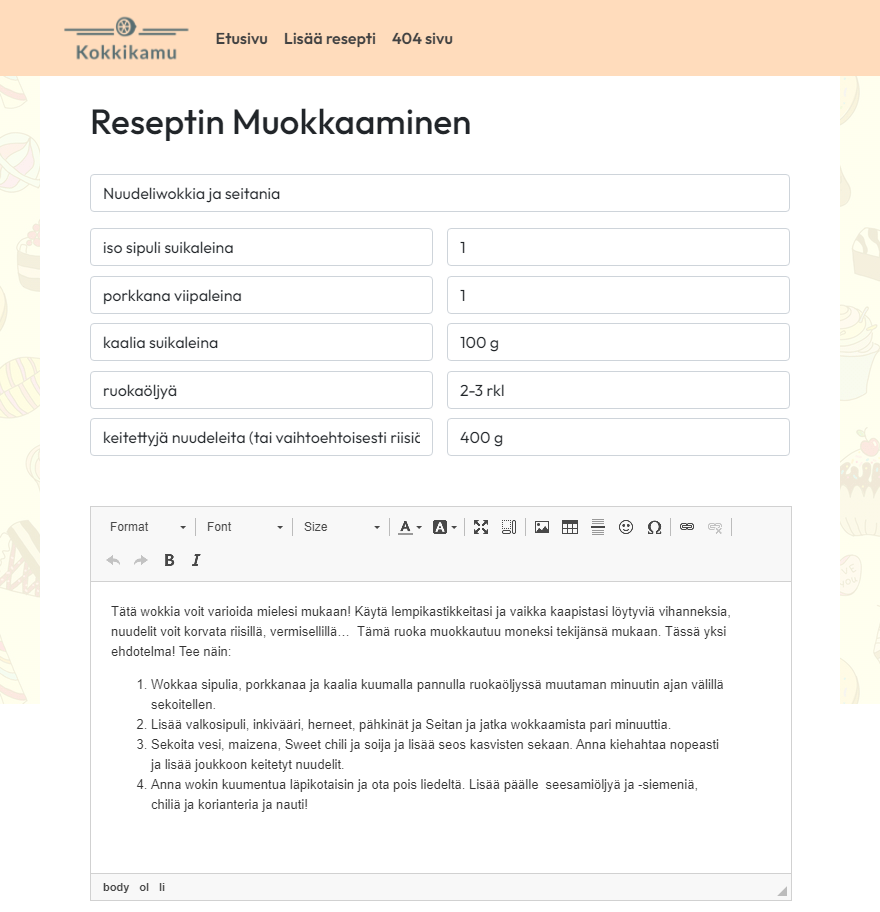 Kokkikamu
Etusivu Lisää resepti 404 sivu
Reseptin Muokkaaminen
Nuudeliwokkia ja seitania
iso sipuli suikaleina 1
porkkana viipaleina 1
kaalia suikaleina 100 g
ruokaöljyä 2-3 rkl
keitettyjä nuudeleita (tai vaihtoehtoisesti riisiä 400 g
Format Font Size A A Ω
B I
Tätä wokkia voit varioida mielesi mukaan! Käytä lempikastikkeitasi ja vaikka kaapistasi löytyviä vihanneksia,
nuudelit voit korvata riisillä, vermisellillä… Tämä ruoka muokkautuu moneksi tekijänsä mukaan. Tässä yksi
ehdotelma! Tee näin:
1. Wokkaa sipulia, porkkanaa ja kaalia kuumalla pannulla ruokaöljyssä muutaman minuutin ajan välillä
sekoitellen.
2. Lisää valkosipuli, inkivääri, herneet, pähkinät ja Seitan ja jatka wokkaamista pari minuuttia.
3. Sekoita vesi, maizena, Sweet chili ja soija ja lisää seos kasvisten sekaan. Anna kiehahtaa nopeasti
ja lisää joukkoon keitetyt nuudelit.
4. Anna wokin kuumentua läpikotaisin ja ota pois liedeltä. Lisää päälle seesamiöljyä ja -siemeniä,
chiliä ja korianteria ja nauti!
body ol li